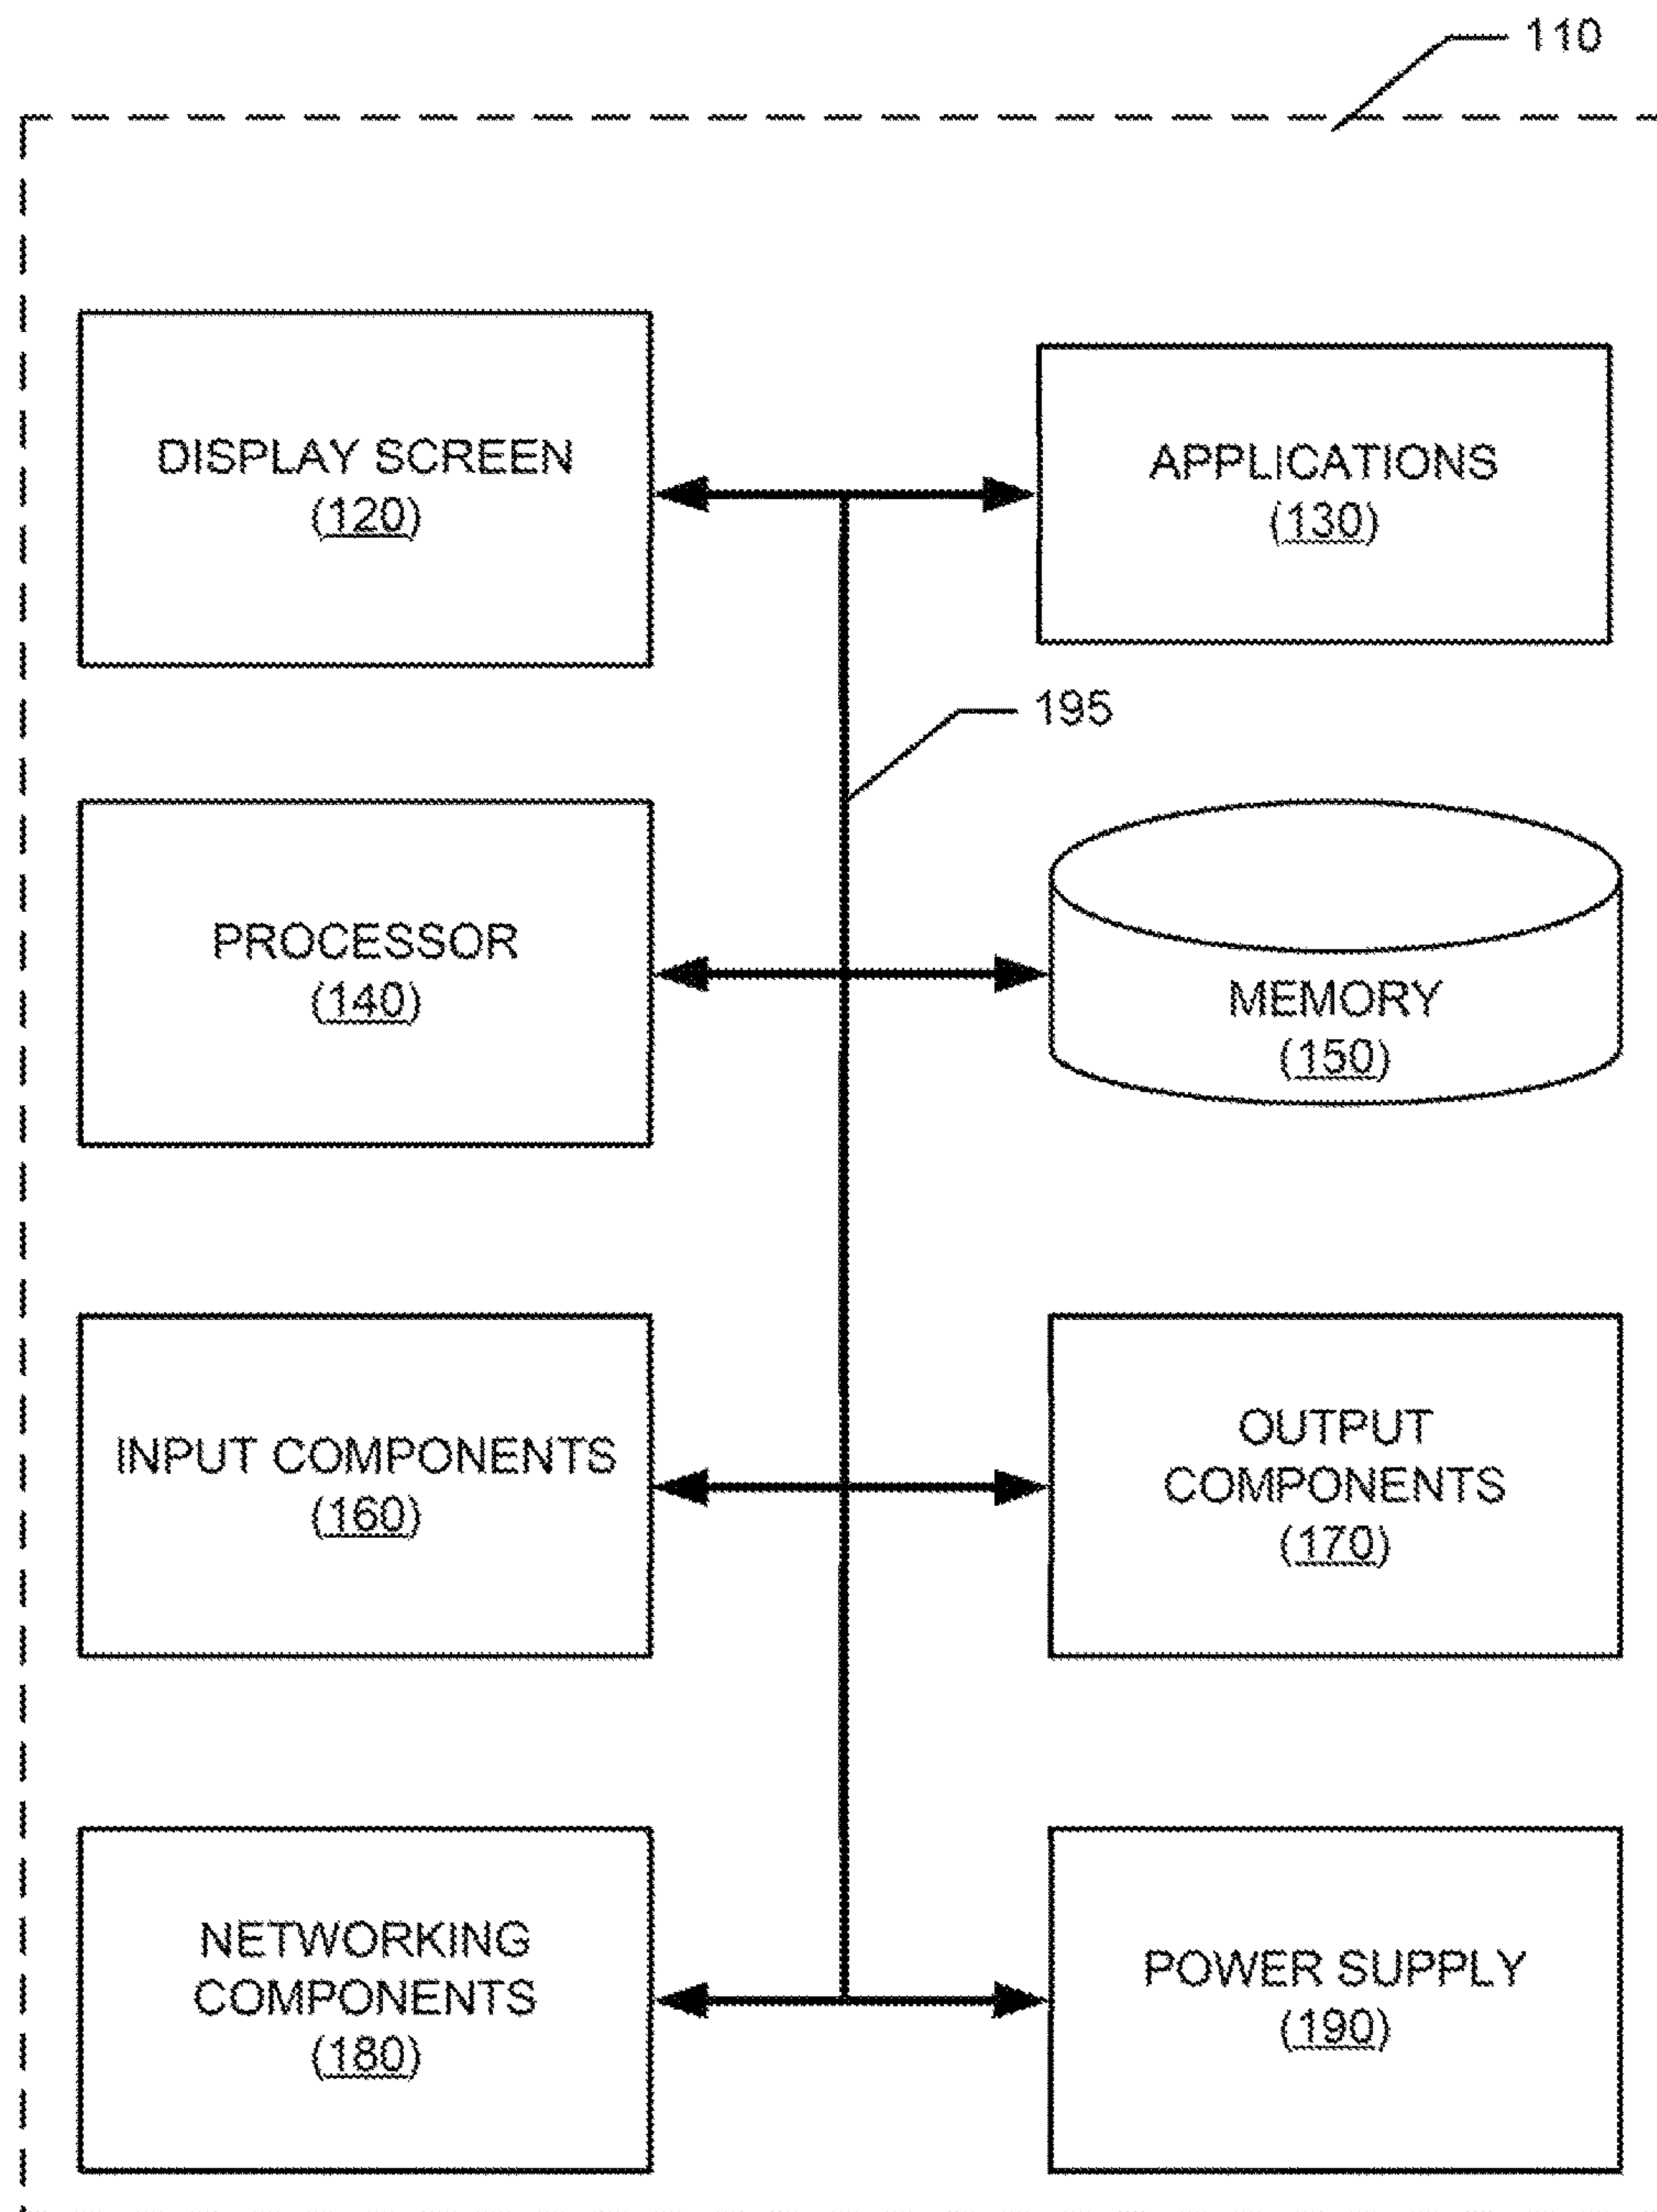 110
DISPLAY SCREEN
(120)
APPLICATIONS
(130)
195
PROCESSOR
(140)
MEMORY
(150)
INPUT COMPONENTS
(160)
OUTPUT
COMPONENTS
(170)
NETWORKING
COMPONENTS
(180)
POWER SUPPLY
(190)